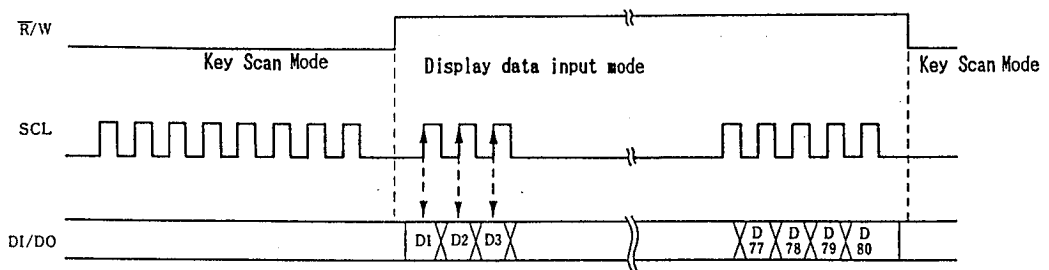 R̅/W
Key Scan Mode
Display data input mode
Key Scan Mode
SCL
DI/DO
D1
D2
D3
D
77
D
78
D
79
D
80